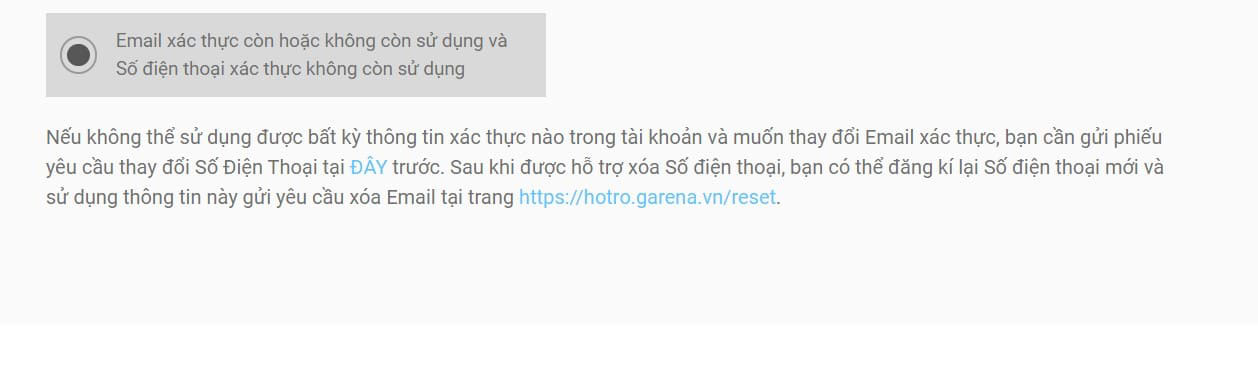 Email xác thực còn hoặc không còn sử dụng và
Số điện thoại xác thực không còn sử dụng
Nếu không thể sử dụng được bất kỳ thông tin xác thực nào trong tài khoản và muốn thay đổi Email xác thực, bạn cần gửi phiếu
yêu cầu thay đổi Số Điện Thoại tại ĐÂY trước. Sau khi được hỗ trợ xóa Số điện thoại, bạn có thể đăng kí lại Số điện thoại mới và
sử dụng thông tin này gửi yêu cầu xóa Email tại trang https://hotro.garena.vn/reset.